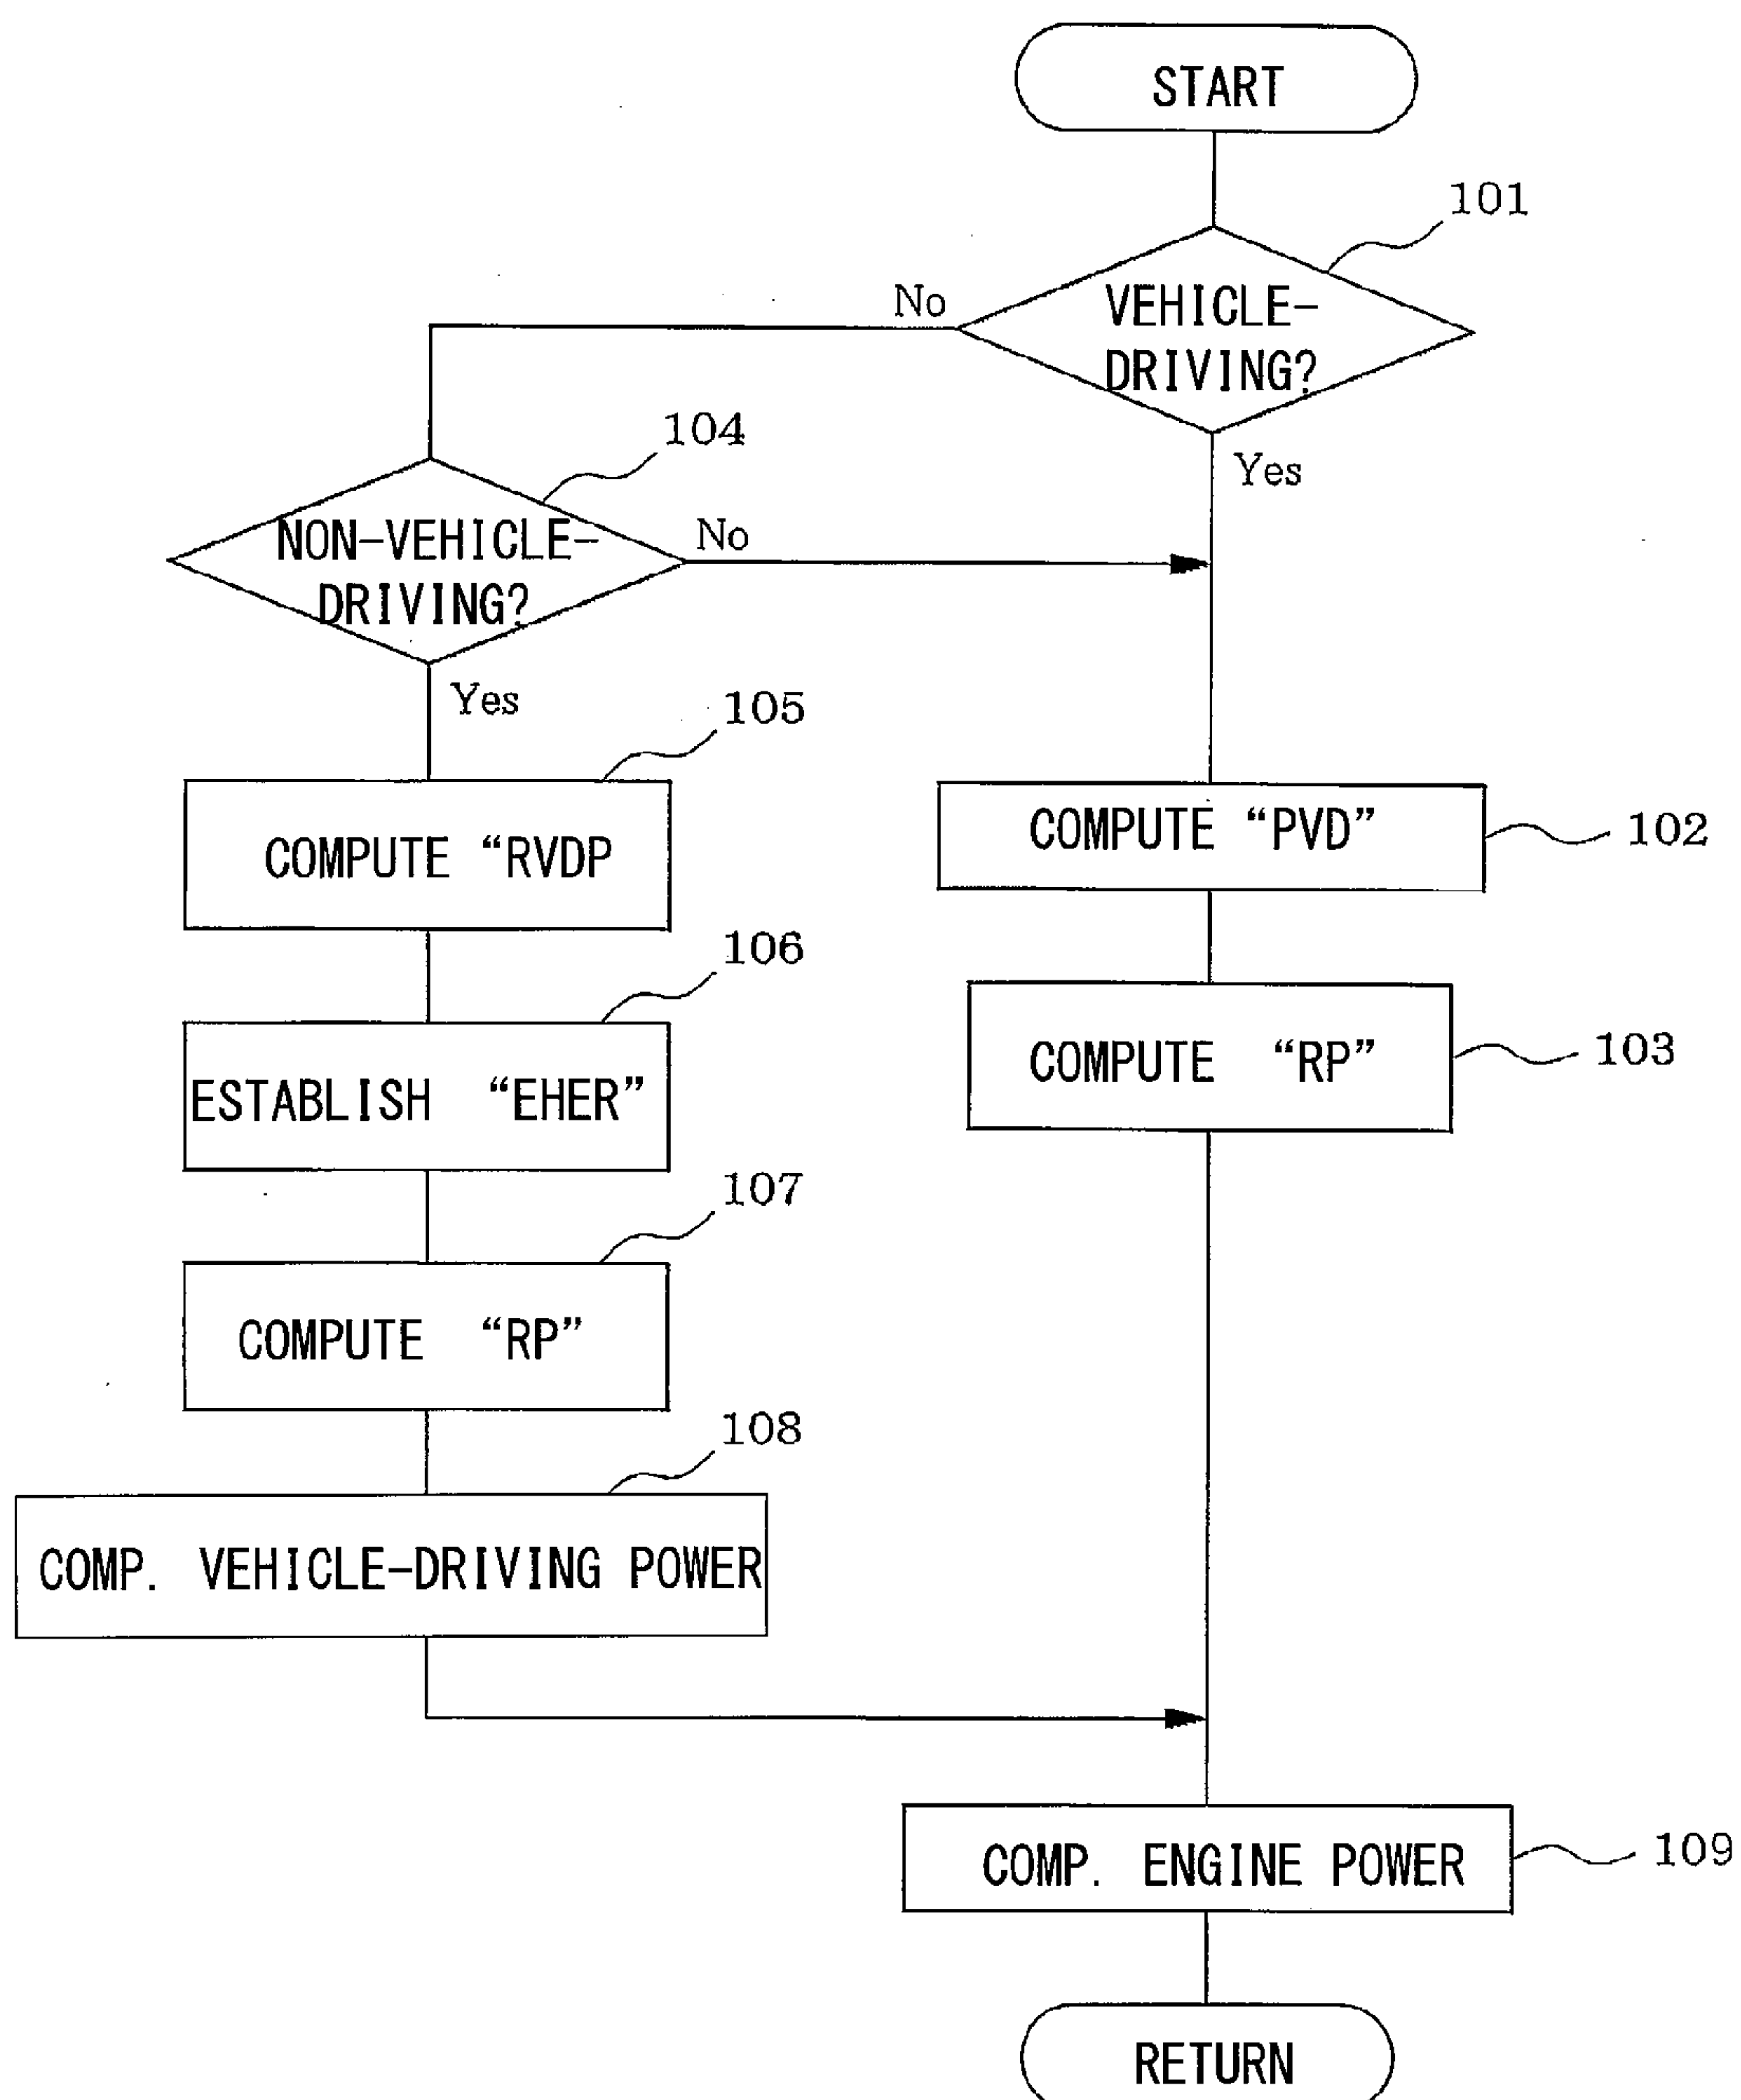 START
101
No
VEHICLE-
DRIVING?
Yes
104
NON-VEHICLE-
DRIVING?
No
Yes
105
COMPUTE “RVDP
COMPUTE “PVD”
102
106
ESTABLISH “EHER”
COMPUTE “RP”
103
107
COMPUTE “RP”
108
COMP. VEHICLE-DRIVING POWER
COMP. ENGINE POWER
109
RETURN